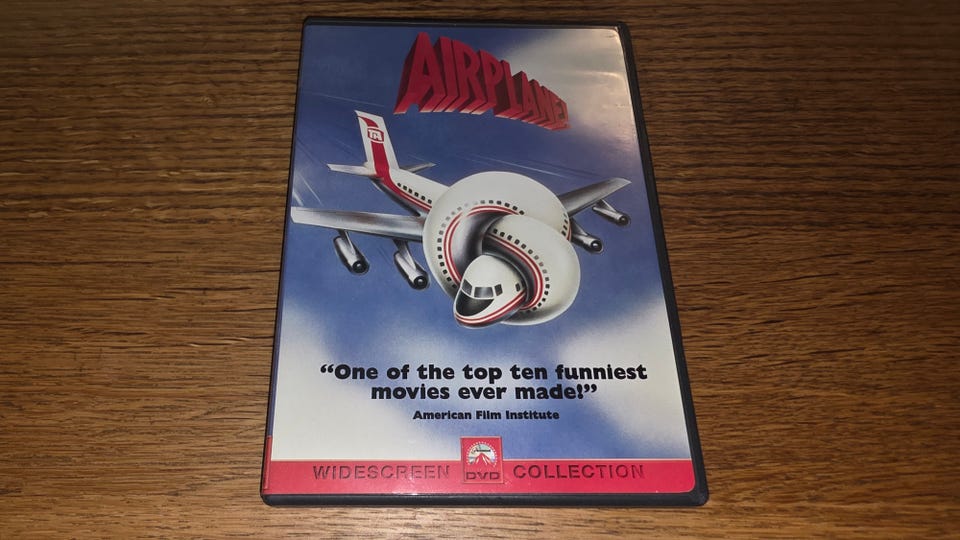 AIRPLANE!
“One of the top ten funniest
movies ever made!”
American Film Institute
WIDESCREEN DVD COLLECTION